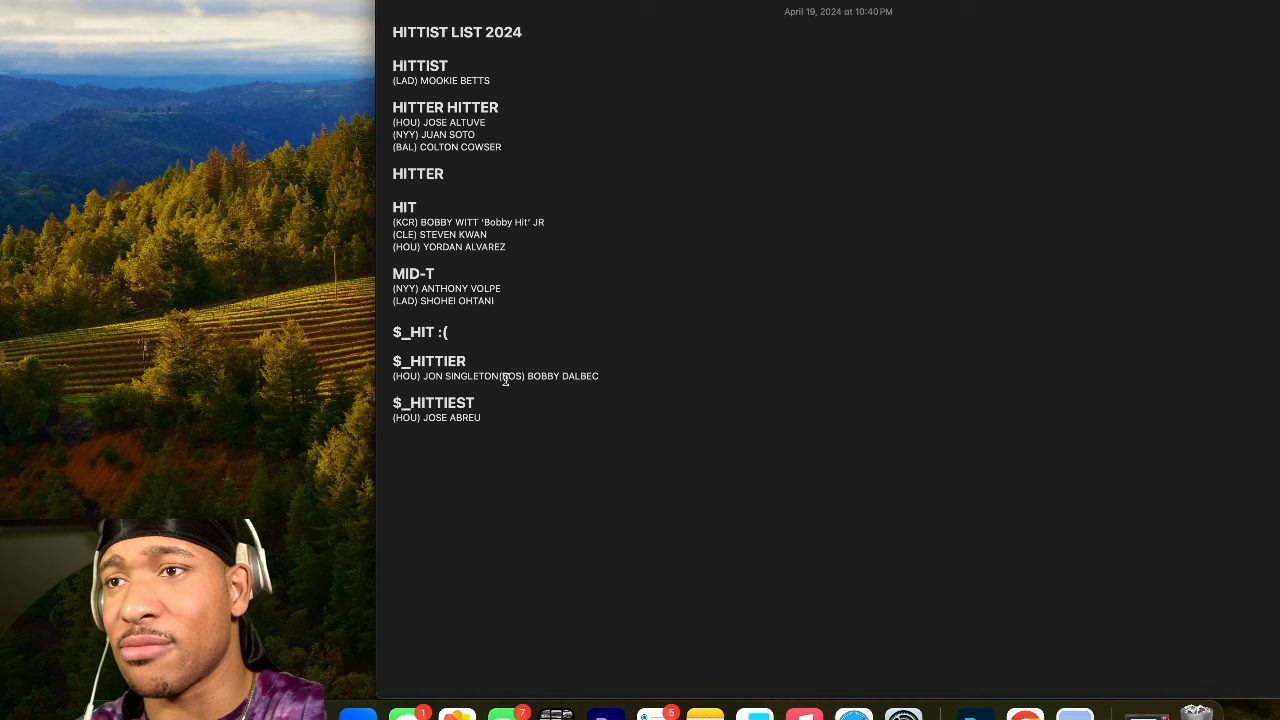 April 19, 2024 at 10:40 PM
HITTIST LIST 2024
HITTIST
(LAD) MOOKIE BETTS
HITTER HITTER
(HOU) JOSE ALTUVE
(NYY) JUAN SOTO
(BAL) COLTON COWSER
HITTER
HIT
(KCR) BOBBY WITT ‘Bobby Hit’ JR
(CLE) STEVEN KWAN
(HOU) YORDAN ALVAREZ
MID-T
(NYY) ANTHONY VOLPE
(LAD) SHOHEI OHTANI
$_HIT :(
$_HITTIER
(HOU) JON SINGLETON(BOS) BOBBY DALBEC
$_HITTIEST
(HOU) JOSE ABREU
1
7
5